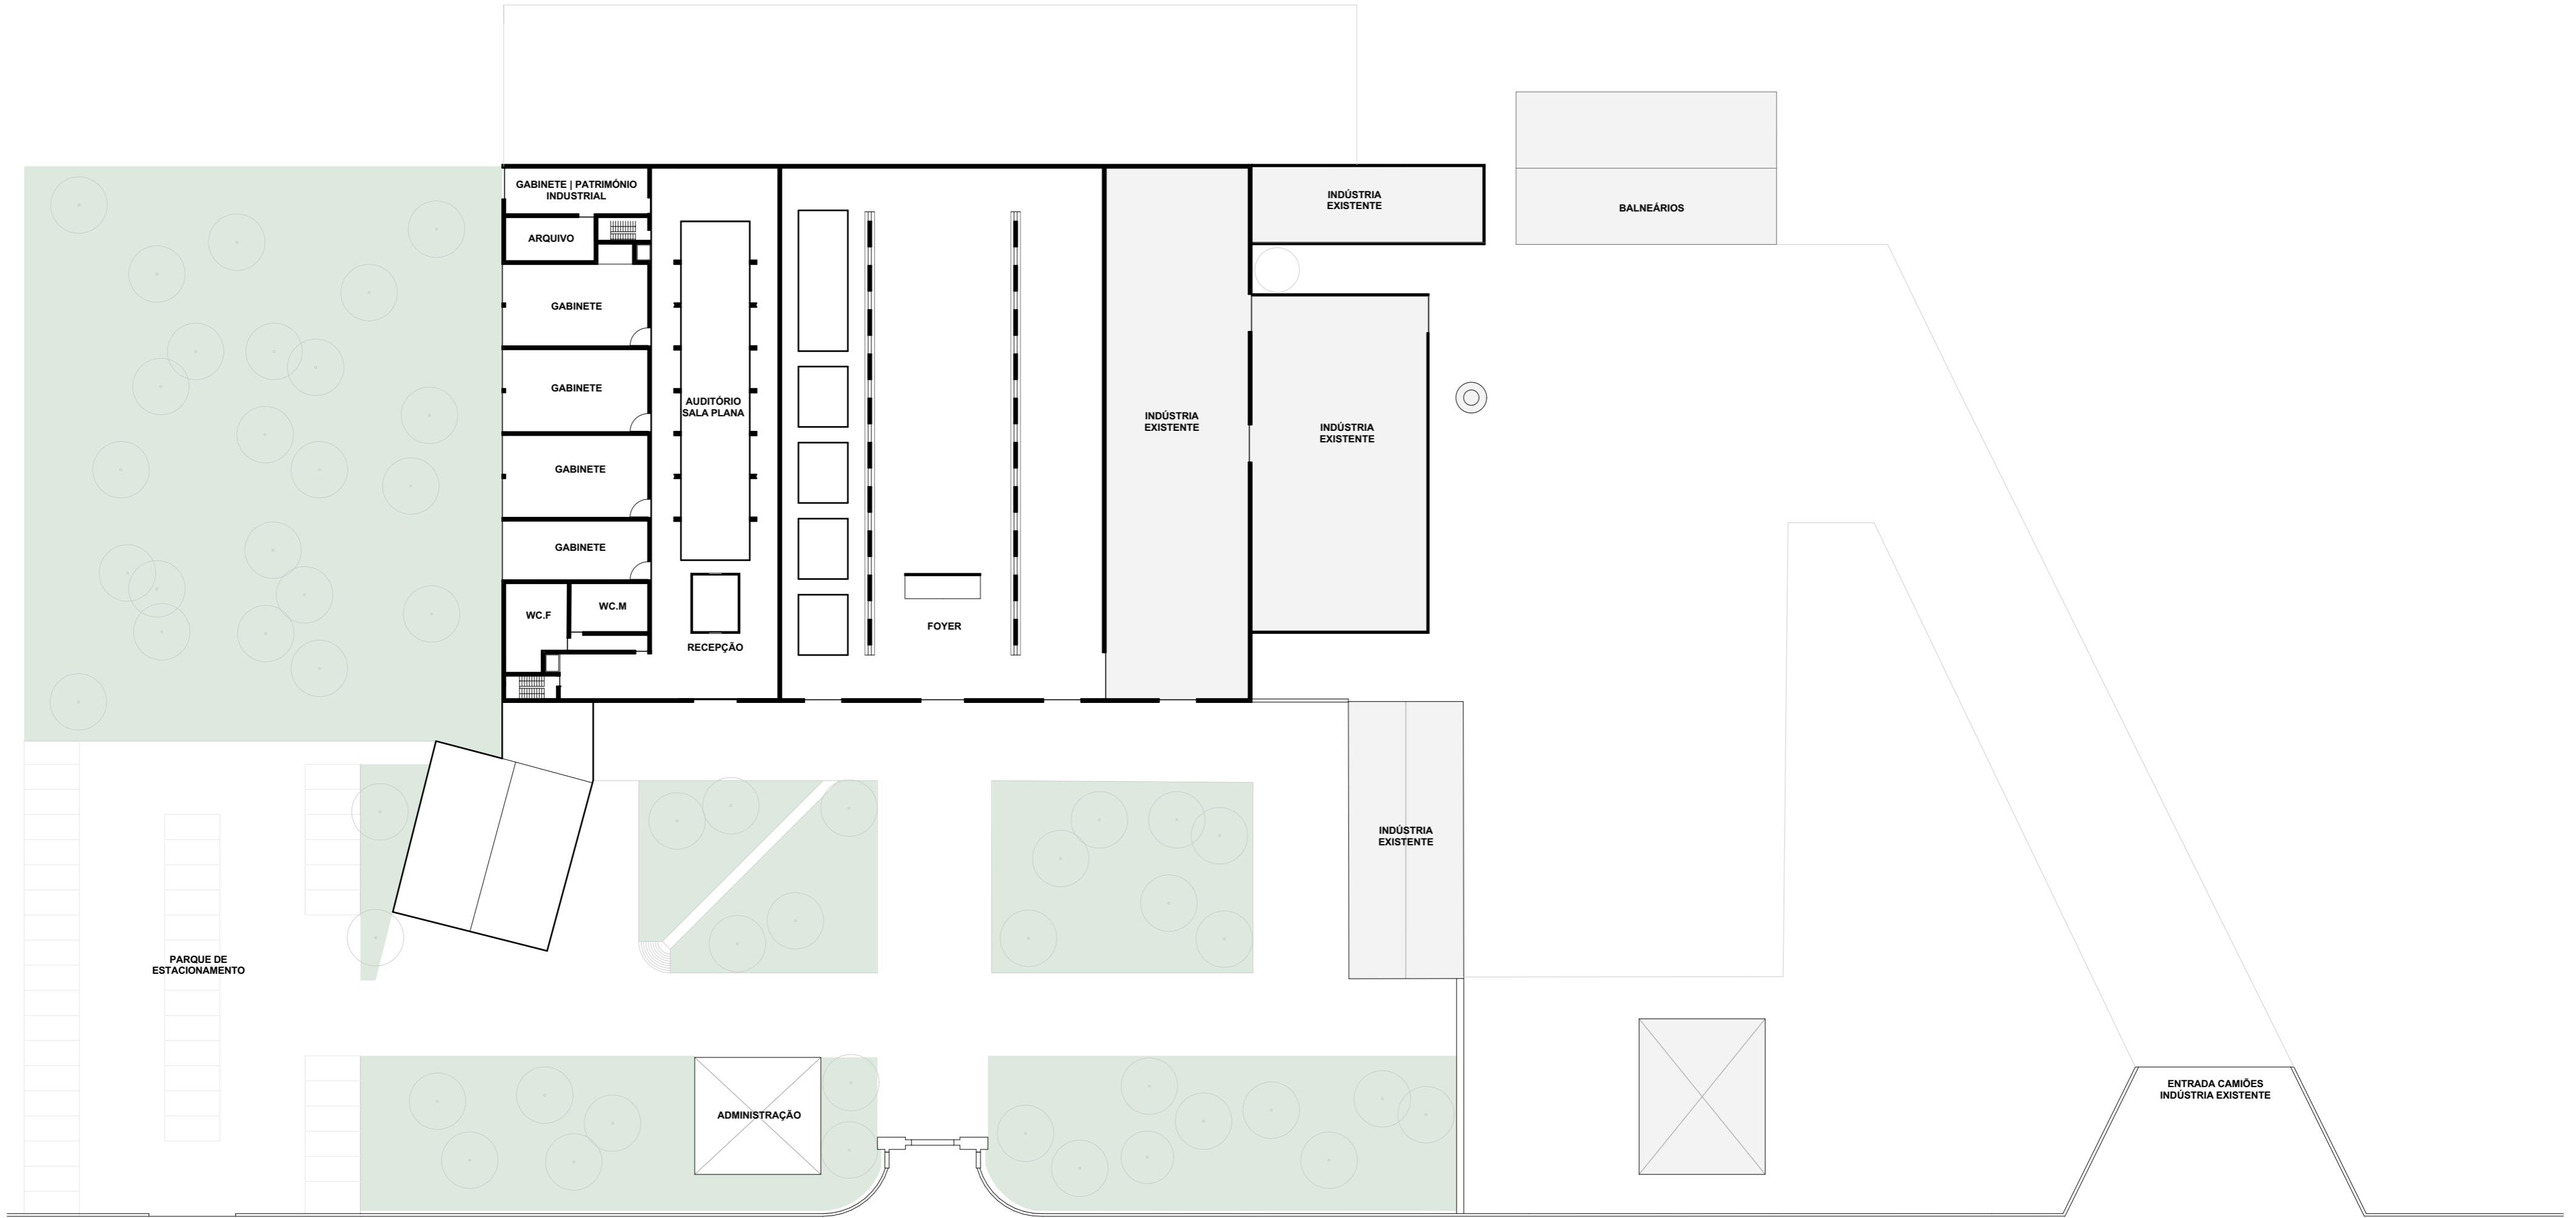 GABINETE | PATRIMÓNIO
INDUSTRIAL
ARQUIVO
GABINETE
GABINETE
GABINETE
GABINETE
WC.F
WC.M
AUDITÓRIO
SALA PLANA
RECEPÇÃO
FOYER
INDÚSTRIA
EXISTENTE
INDÚSTRIA
EXISTENTE
INDÚSTRIA
EXISTENTE
BALNEÁRIOS
INDÚSTRIA
EXISTENTE
PARQUE DE
ESTACIONAMENTO
ADMINISTRAÇÃO
ENTRADA CAMIÕES
INDÚSTRIA EXISTENTE